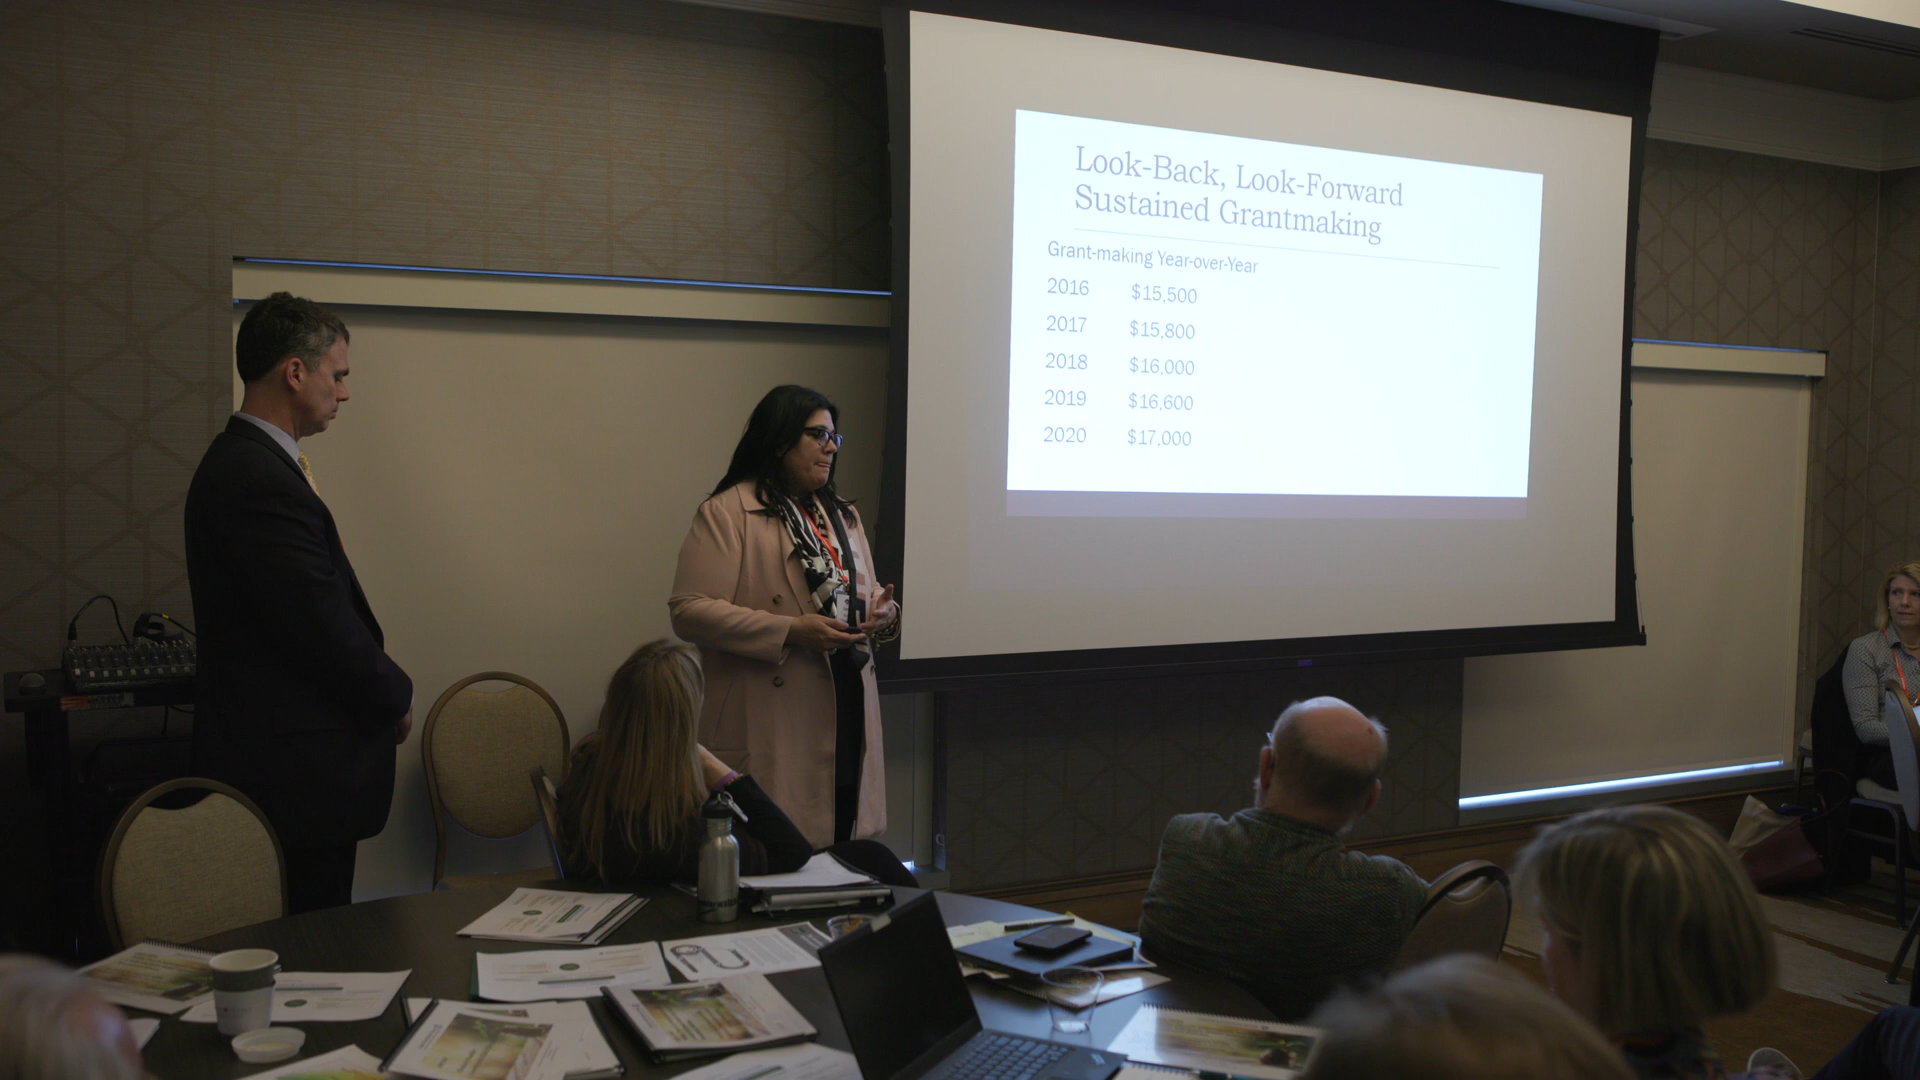 Look-Back, Look-Forward
Sustained Grantmaking
Grant-making Year-over-Year
2016 $15,500
2017 $15,800
2018 $16,000
2019 $16,600
2020 $17,000